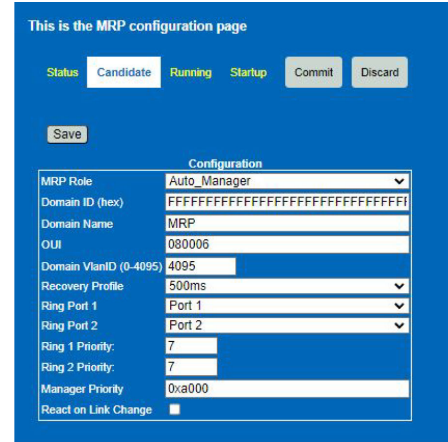 This is the MRP configuration page
Status Candidate Running Startup Commit Discard
Save
Configuration
MRP Role Auto_Manager
Domain ID (hex) FFFFFFFFFFFFFFFFFFFFFFFFFFFFFFFF
Domain Name MRP
OUI 080006
Domain VlanID (0-4095) 4095
Recovery Profile 500ms
Ring Port 1 Port 1
Ring Port 2 Port 2
Ring 1 Priority: 7
Ring 2 Priority: 7
Manager Priority 0xa000
React on Link Change